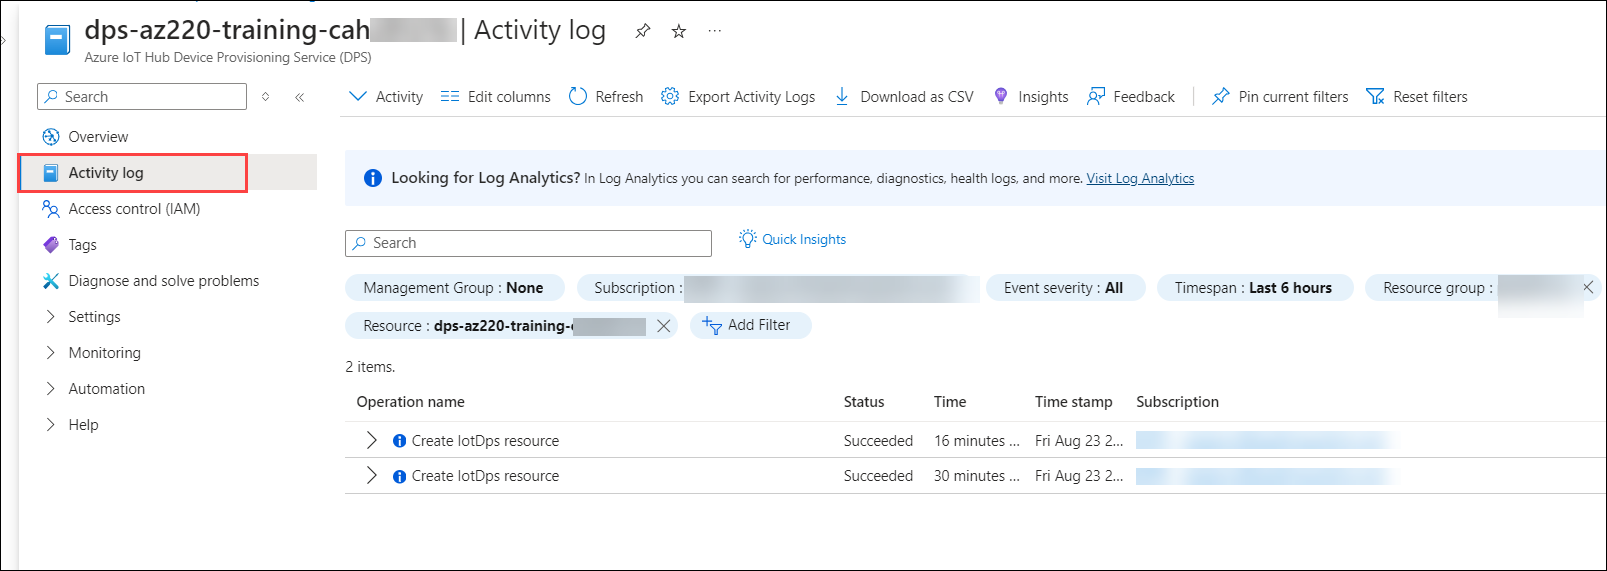 dps-az220-training-cah | Activity log ...
Azure IoT Hub Device Provisioning Service (DPS)
Search
Activity Edit columns Refresh Export Activity Logs Download as CSV Insights Feedback Pin current filters Reset filters
Overview
Activity log
Access control (IAM)
Tags
Diagnose and solve problems
Settings
Monitoring
Automation
Help
Looking for Log Analytics? In Log Analytics you can search for performance, diagnostics, health logs, and more. Visit Log Analytics
Search
Quick Insights
Management Group : None Subscription : Event severity : All Timespan : Last 6 hours Resource group :
Resource : dps-az220-training- Add Filter
2 items.
Operation name Status Time Time stamp Subscription
Create IotDps resource Succeeded 16 minutes ... Fri Aug 23 2...
Create IotDps resource Succeeded 30 minutes ... Fri Aug 23 2...